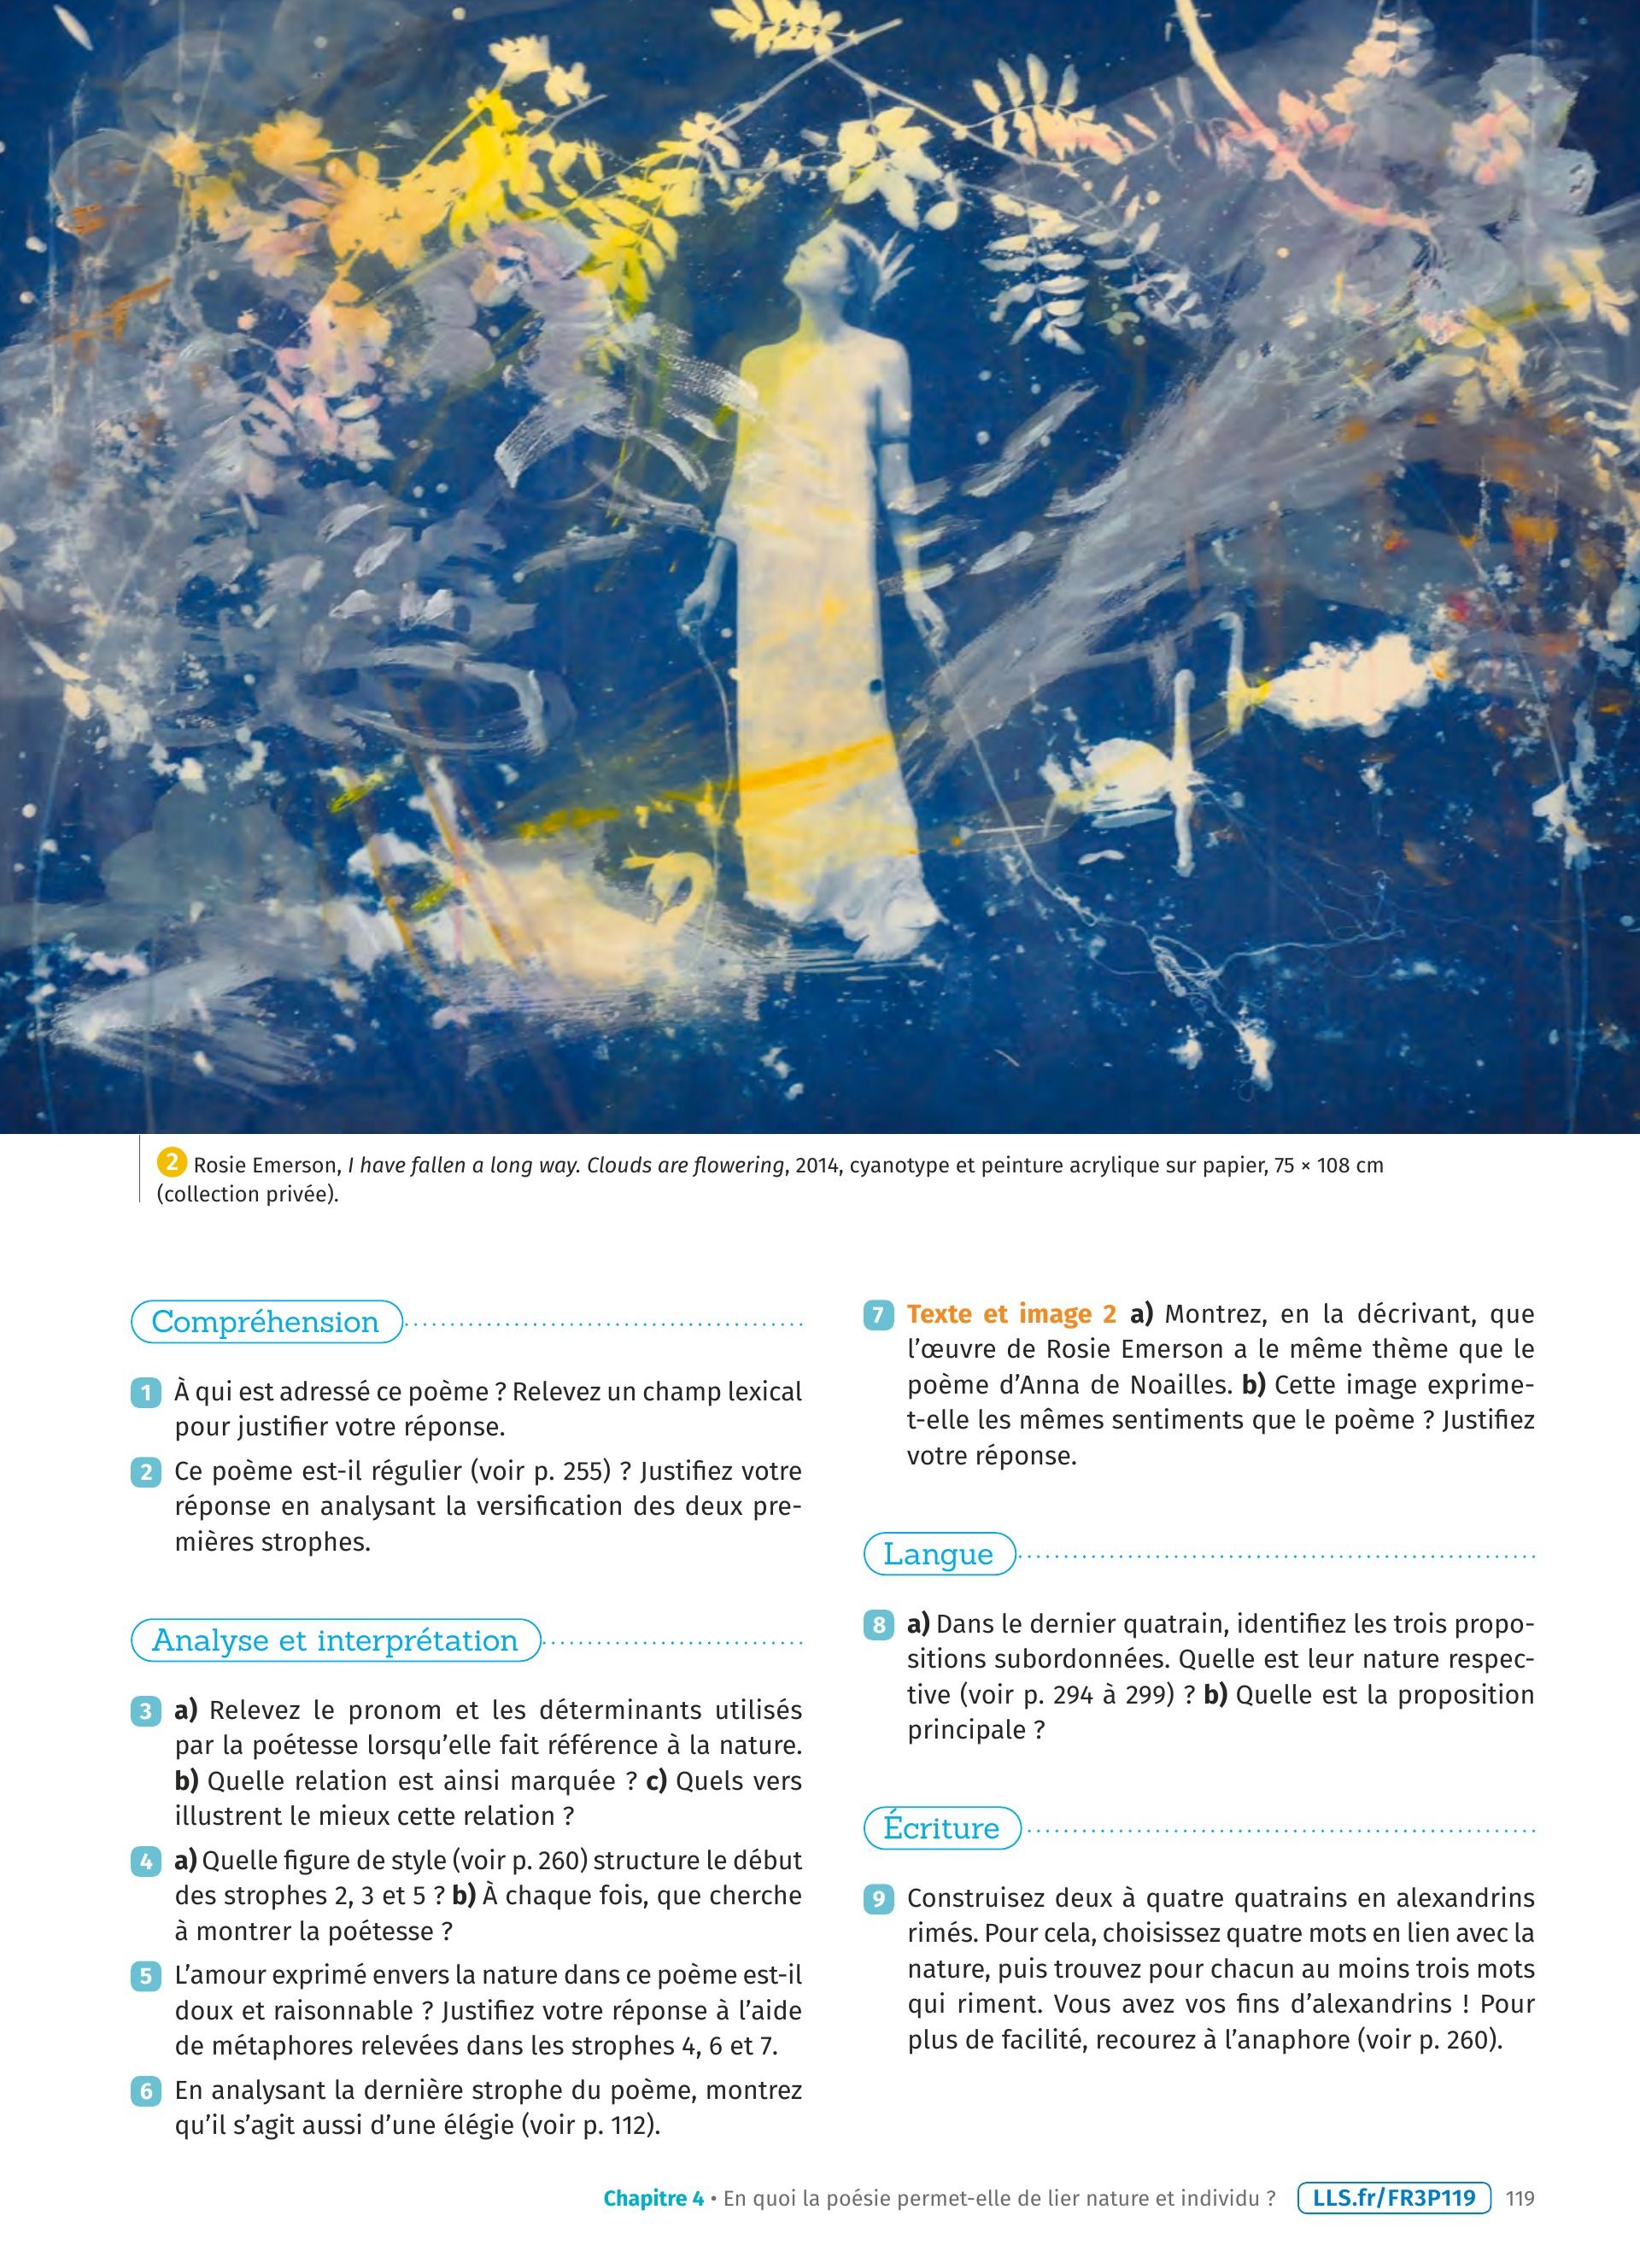 2 Rosie Emerson, I have fallen a long way. Clouds are flowering, 2014, cyanotype et peinture acrylique sur papier, 75 × 108 cm
(collection privée).
Compréhension
1 À qui est adressé ce poème ? Relevez un champ lexical
pour justifier votre réponse.
2 Ce poème est-il régulier (voir p. 255) ? Justifiez votre
réponse en analysant la versification des deux pre-
mières strophes.
Analyse et interprétation
3 a) Relevez le pronom et les déterminants utilisés
par la poétesse lorsqu’elle fait référence à la nature.
b) Quelle relation est ainsi marquée ? c) Quels vers
illustrent le mieux cette relation ?
4 a) Quelle figure de style (voir p. 260) structure le début
des strophes 2, 3 et 5 ? b) À chaque fois, que cherche
à montrer la poétesse ?
5 L’amour exprimé envers la nature dans ce poème est-il
doux et raisonnable ? Justifiez votre réponse à l’aide
de métaphores relevées dans les strophes 4, 6 et 7.
6 En analysant la dernière strophe du poème, montrez
qu’il s’agit aussi d’une élégie (voir p. 112).
7 Texte et image 2 a) Montrez, en la décrivant, que
l’œuvre de Rosie Emerson a le même thème que le
poème d’Anna de Noailles. b) Cette image exprime-
t-elle les mêmes sentiments que le poème ? Justifiez
votre réponse.
Langue
8 a) Dans le dernier quatrain, identifiez les trois propo-
sitions subordonnées. Quelle est leur nature respec-
tive (voir p. 294 à 299) ? b) Quelle est la proposition
principale ?
Écriture
9 Construisez deux à quatre quatrains en alexandrins
rimés. Pour cela, choisissez quatre mots en lien avec la
nature, puis trouvez pour chacun au moins trois mots
qui riment. Vous avez vos fins d’alexandrins ! Pour
plus de facilité, recourez à l’anaphore (voir p. 260).
Chapitre 4 • En quoi la poésie permet-elle de lier nature et individu ? LLS.fr/FR3P119 119